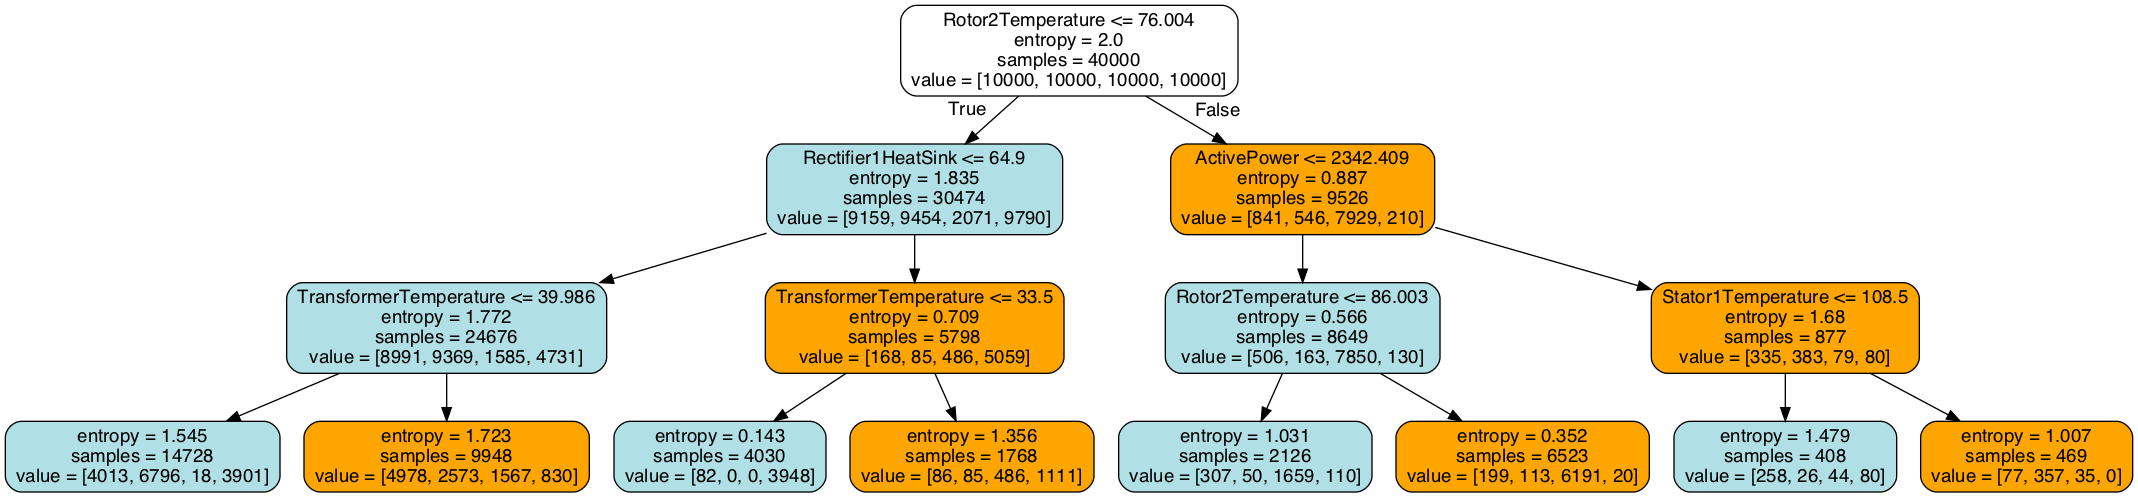 Rotor2Temperature <= 76.004
entropy = 2.0
samples = 40000
value = [10000, 10000, 10000, 10000]
True
False
Rectifier1HeatSink <= 64.9
entropy = 1.835
samples = 30474
value = [9159, 9454, 2071, 9790]
ActivePower <= 2342.409
entropy = 0.887
samples = 9526
value = [841, 546, 7929, 210]
TransformerTemperature <= 39.986
entropy = 1.772
samples = 24676
value = [8991, 9369, 1585, 4731]
TransformerTemperature <= 33.5
entropy = 0.709
samples = 5798
value = [168, 85, 486, 5059]
Rotor2Temperature <= 86.003
entropy = 0.566
samples = 8649
value = [506, 163, 7850, 130]
Stator1Temperature <= 108.5
entropy = 1.68
samples = 877
value = [335, 383, 79, 80]
entropy = 1.545
samples = 14728
value = [4013, 6796, 18, 3901]
entropy = 1.723
samples = 9948
value = [4978, 2573, 1567, 830]
entropy = 0.143
samples = 4030
value = [82, 0, 0, 3948]
entropy = 1.356
samples = 1768
value = [86, 85, 486, 1111]
entropy = 1.031
samples = 2126
value = [307, 50, 1659, 110]
entropy = 0.352
samples = 6523
value = [199, 113, 6191, 20]
entropy = 1.479
samples = 408
value = [258, 26, 44, 80]
entropy = 1.007
samples = 469
value = [77, 357, 35, 0]